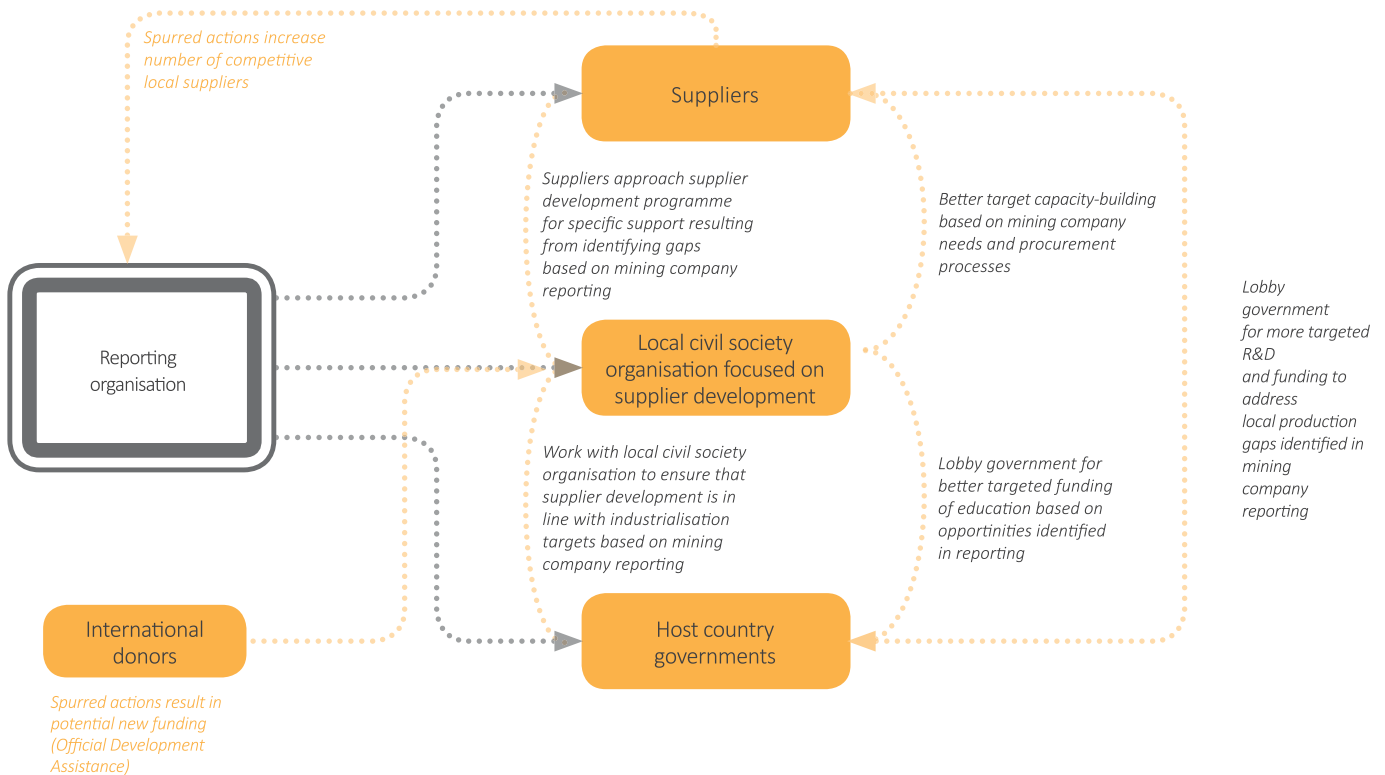 Spurred actions increase
number of competitive
local suppliers
Suppliers
Suppliers approach supplier
development programme
for specific support resulting
from identifying gaps
based on mining company
reporting
Better target capacity-building
based on mining company
needs and procurement
processes
Lobby
government
for more targeted
R&D
and funding to
address
local production
gaps identified in
mining
company
reporting
Reporting
organisation
Local civil society
organisation focused on
supplier development
Work with local civil society
organisation to ensure that
supplier development is in
line with industrialisation
targets based on mining
company reporting
Lobby government for
better targeted funding
of education based on
opportinities identified
in reporting
International
donors
Host country
governments
Spurred actions result in
potential new funding
(Official Development
Assistance)